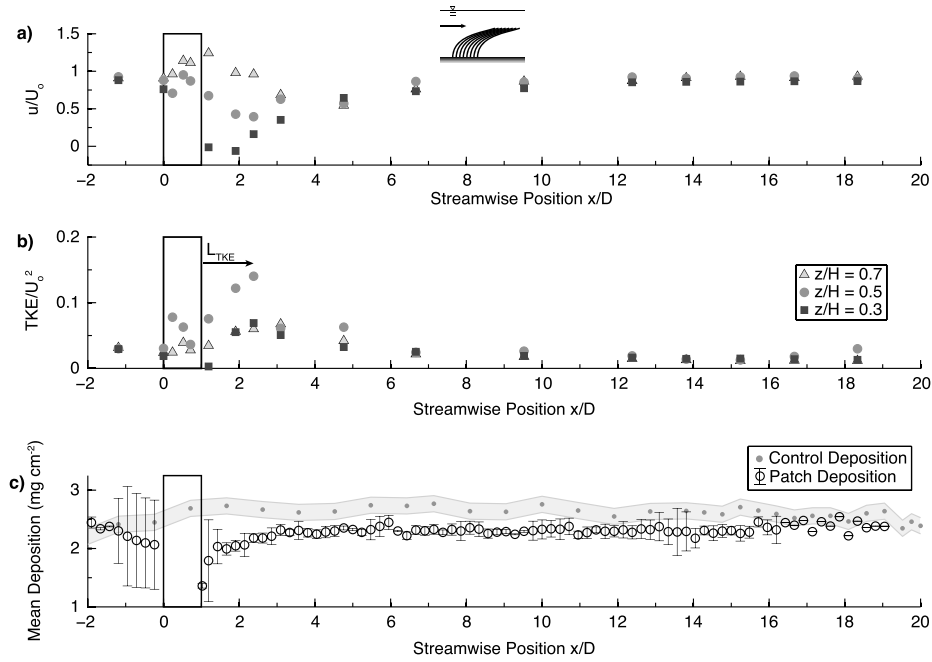 a)
1.5
1
0.5
0
u/Uₒ
−2 0 2 4 6 8 10 12 14 16 18 20
Streamwise Position x/D
b)
0.2
0.1
0
TKE/Uₒ²
L_TKE
z/H = 0.7
z/H = 0.5
z/H = 0.3
−2 0 2 4 6 8 10 12 14 16 18 20
Streamwise Position x/D
c)
3
2
1
Mean Deposition (mg cm⁻²)
Control Deposition
Patch Deposition
−2 0 2 4 6 8 10 12 14 16 18 20
Streamwise Position x/D